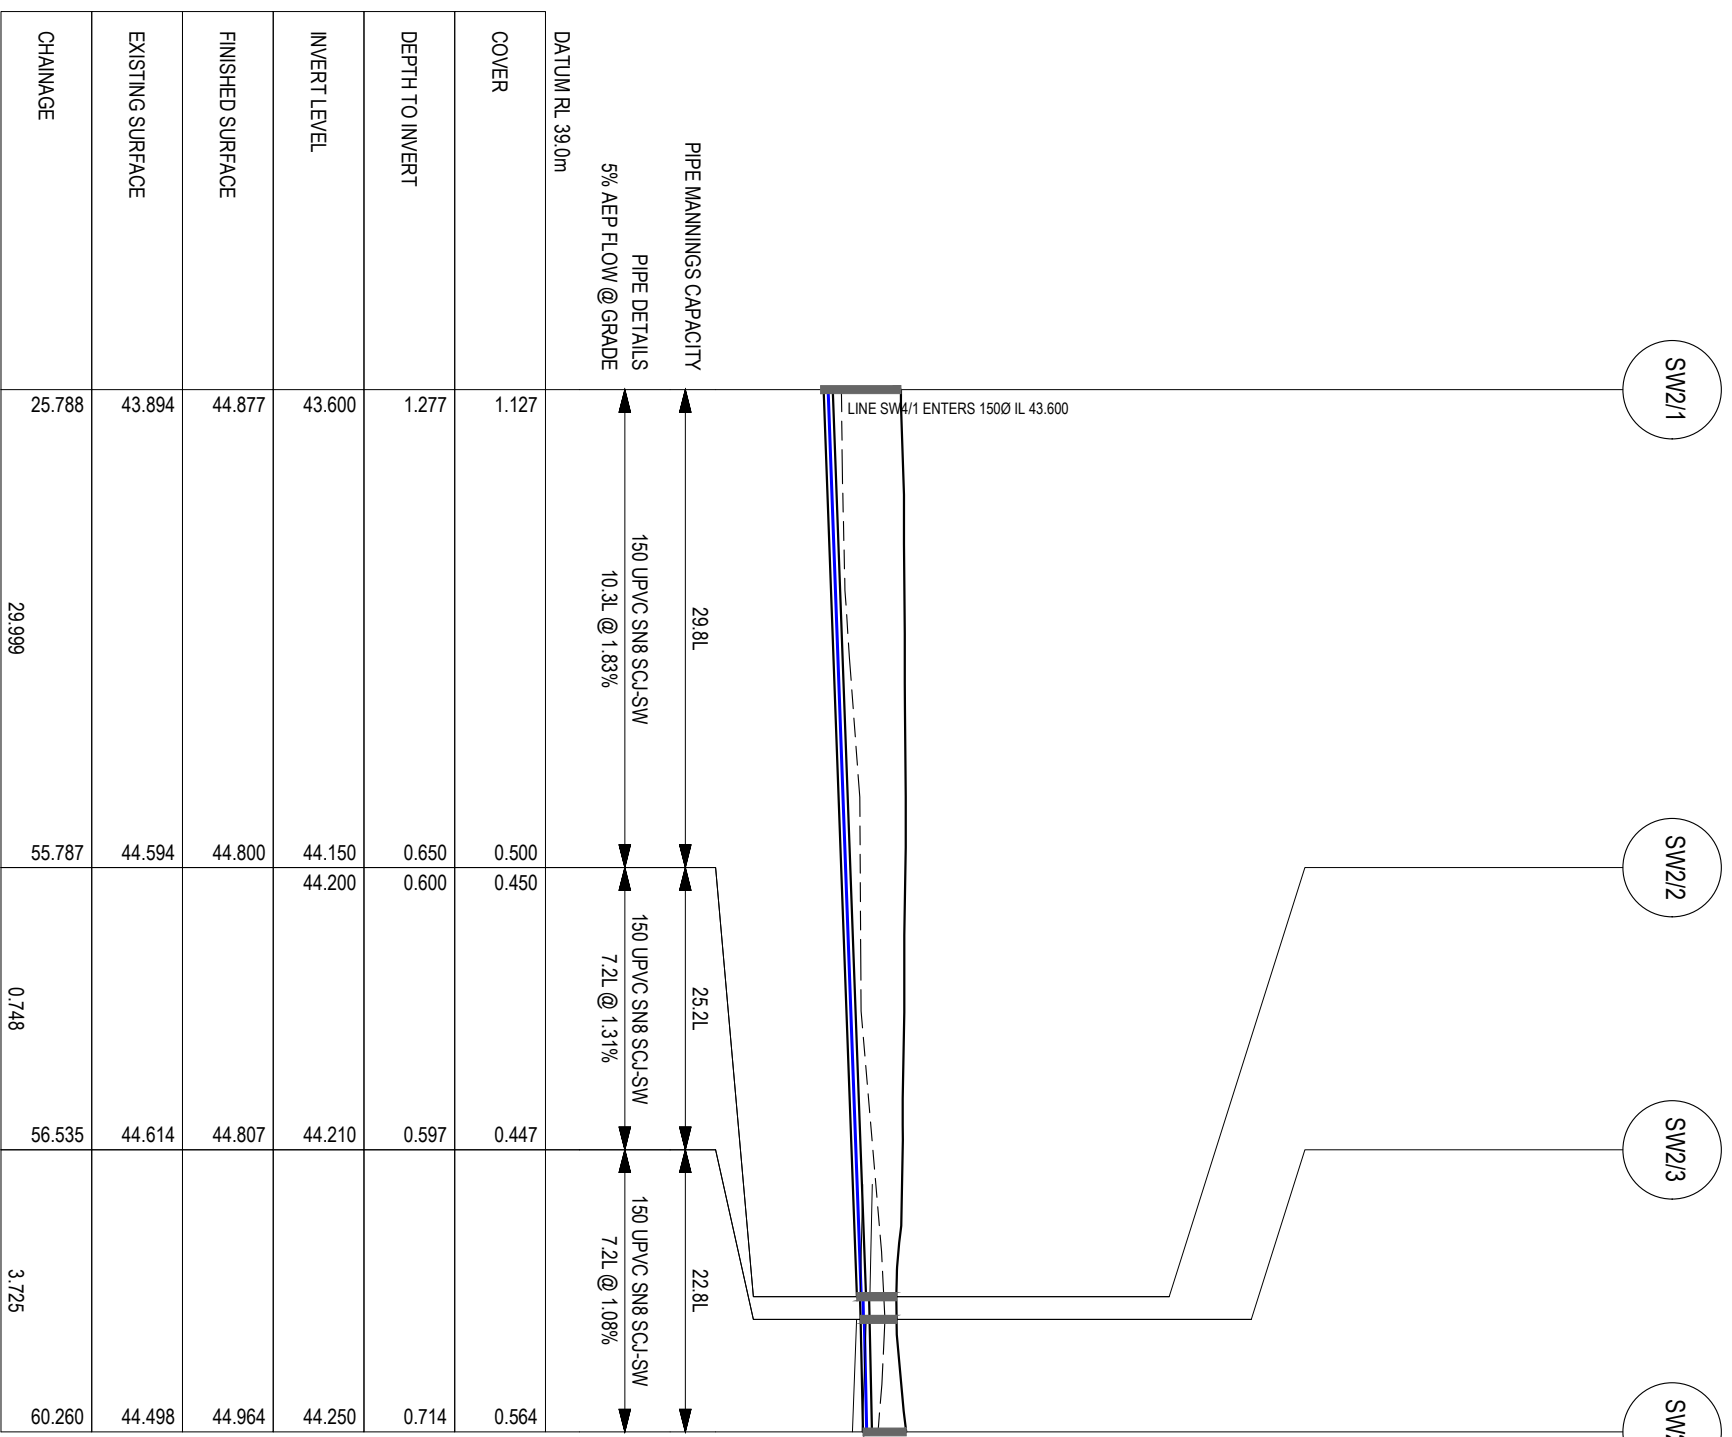 SW2/1
SW2/2
SW2/3
LINE SW4/1 ENTERS 150Ø IL 43.600
PIPE MANNINGS CAPACITY
29.8L
25.2L
22.8L
PIPE DETAILS
150 UPVC SN8 SCJ-SW
150 UPVC SN8 SCJ-SW
150 UPVC SN8 SCJ-SW
5% AEP FLOW @ GRADE
10.3L @ 1.83%
7.2L @ 1.31%
7.2L @ 1.08%
DATUM RL 39.0m
COVER
1.127
0.500
0.450
0.447
0.564
DEPTH TO INVERT
1.277
0.650
0.600
0.597
0.714
INVERT LEVEL
43.600
44.150
44.200
44.210
44.250
FINISHED SURFACE
44.877
44.800
44.807
44.964
EXISTING SURFACE
43.894
44.594
44.614
44.498
CHAINAGE
25.788
29.999
55.787
0.748
56.535
3.725
60.260